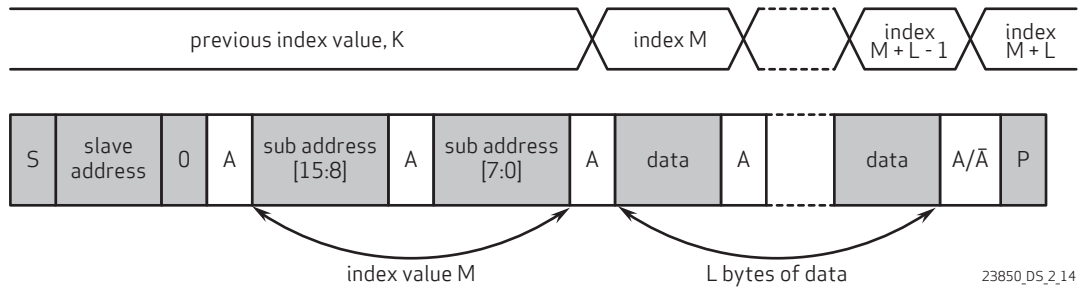 previous index value, K
index M
index
M + L - 1
index
M + L
S
slave
address
0
A
sub address
[15:8]
A
sub address
[7:0]
A
data
A
data
A/Ā
P
index value M
L bytes of data
23850_DS_2_14